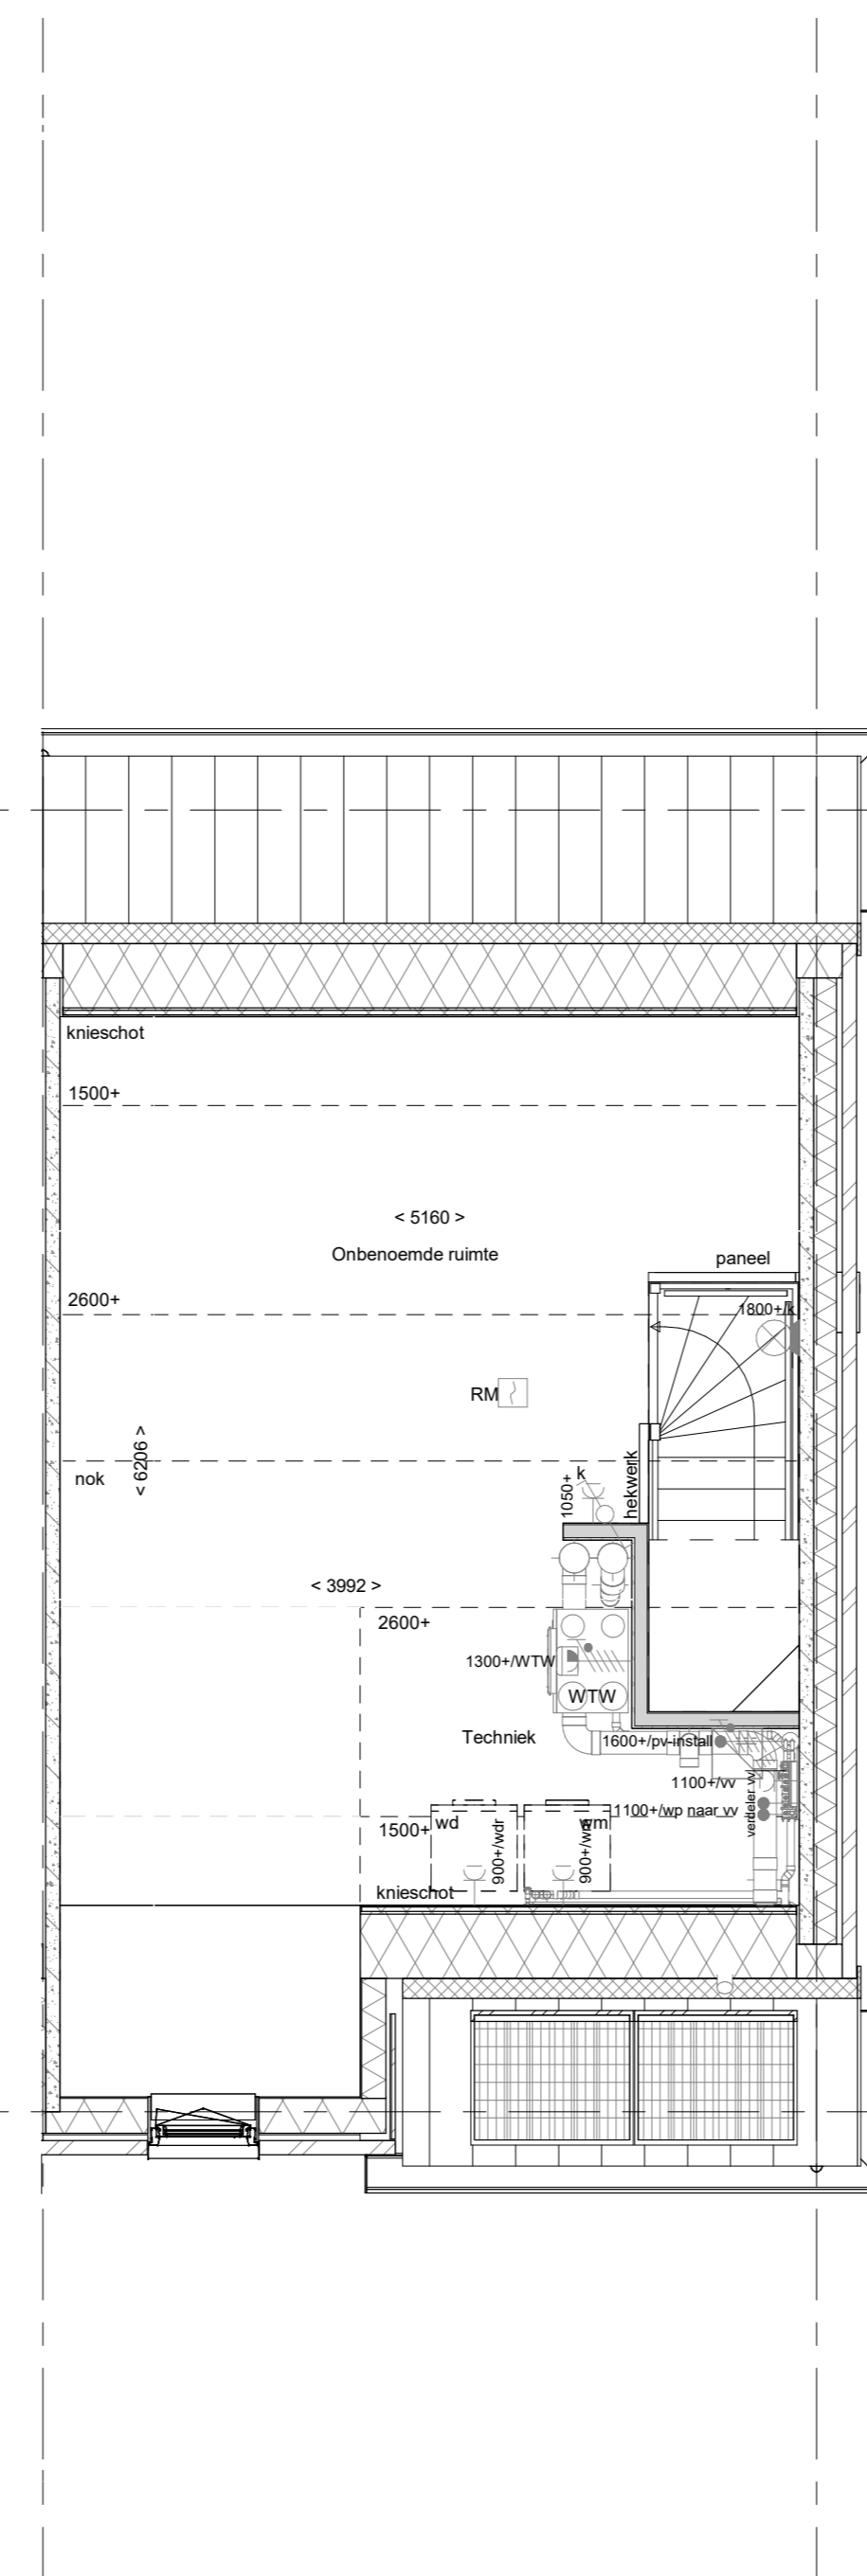 knieschot
1500+
< 5160 >
Onbenoemde ruimte
paneel
2600+
1800+/k
RM
< 6206 >
nok
k
1050+
hekwerk
< 3992 >
2600+
1300+/WTW
WTW
Techniek
1600+/pv-install
1100+/vv
verdeler vv
1100+/wp naar vv
1500+
wd
900+/wdr
wm
900+/wm
knieschot